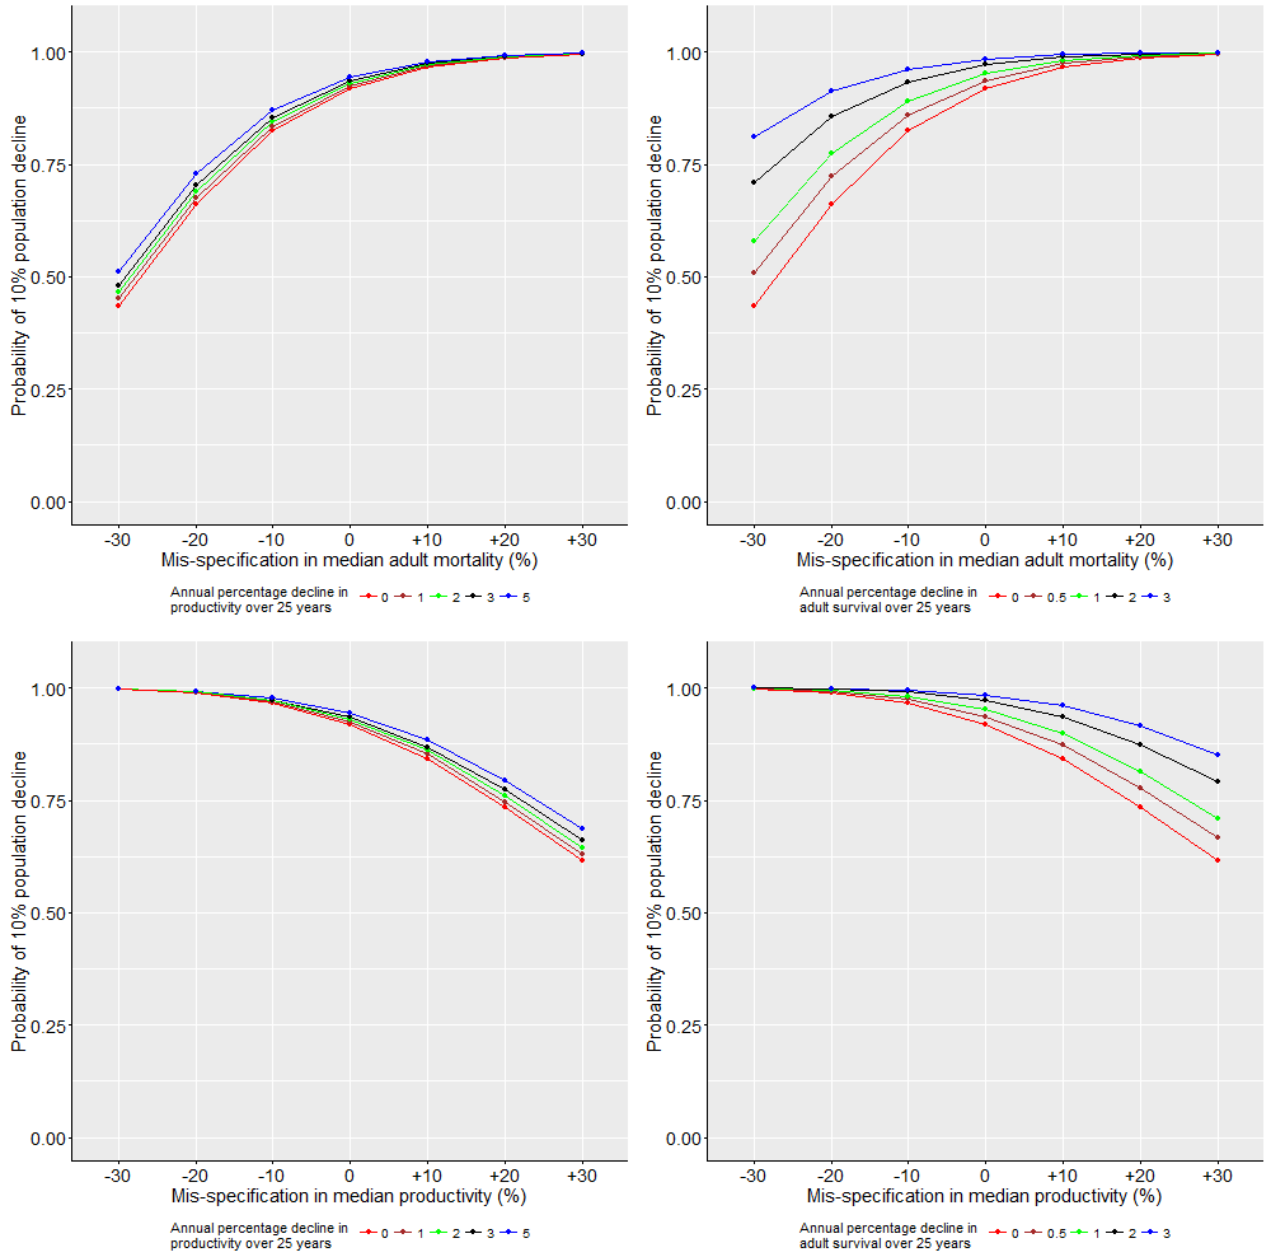 Probability of 10% population decline
1.00
0.75
0.50
0.25
0.00
-30 -20 -10 0 +10 +20 +30
Mis-specification in median adult mortality (%)
Annual percentage decline in
productivity over 25 years 0 1 2 3 5
Probability of 10% population decline
1.00
0.75
0.50
0.25
0.00
-30 -20 -10 0 +10 +20 +30
Mis-specification in median adult mortality (%)
Annual percentage decline in
adult survival over 25 years 0 0.5 1 2 3
Probability of 10% population decline
1.00
0.75
0.50
0.25
0.00
-30 -20 -10 0 +10 +20 +30
Mis-specification in median productivity (%)
Annual percentage decline in
productivity over 25 years 0 1 2 3 5
Probability of 10% population decline
1.00
0.75
0.50
0.25
0.00
-30 -20 -10 0 +10 +20 +30
Mis-specification in median productivity (%)
Annual percentage decline in
adult survival over 25 years 0 0.5 1 2 3